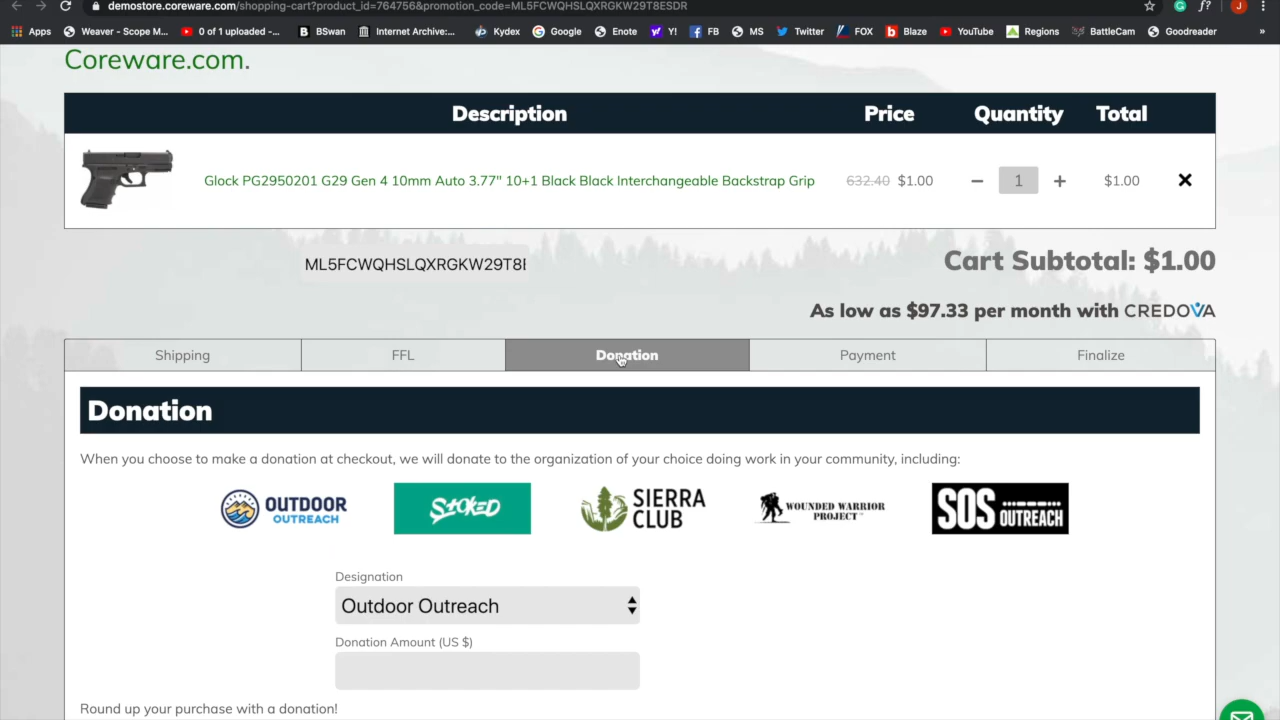 demostore.coreware.com/shopping-cart?product_id=764756&promotion_code=ML5FCWQHSLQXRGKW29T8ESDR
Apps Weaver - Scope M... 0 of 1 uploaded -... BSwan Internet Archive:... Kydex Google Enote Y! FB MS Twitter FOX Blaze YouTube Regions BattleCam Goodreader »
Coreware.com.
Description Price Quantity Total
Glock PG2950201 G29 Gen 4 10mm Auto 3.77" 10+1 Black Black Interchangeable Backstrap Grip 632.40 $1.00 − 1 + $1.00
ML5FCWQHSLQXRGKW29T8
Cart Subtotal: $1.00
As low as $97.33 per month with CREDOVA
Shipping FFL Donation Payment Finalize
Donation
When you choose to make a donation at checkout, we will donate to the organization of your choice doing work in your community, including:
OUTDOOR OUTREACH
STOKED
SIERRA CLUB
WOUNDED WARRIOR PROJECT
SOS OUTREACH
Designation
Outdoor Outreach
Donation Amount (US $)
Round up your purchase with a donation!